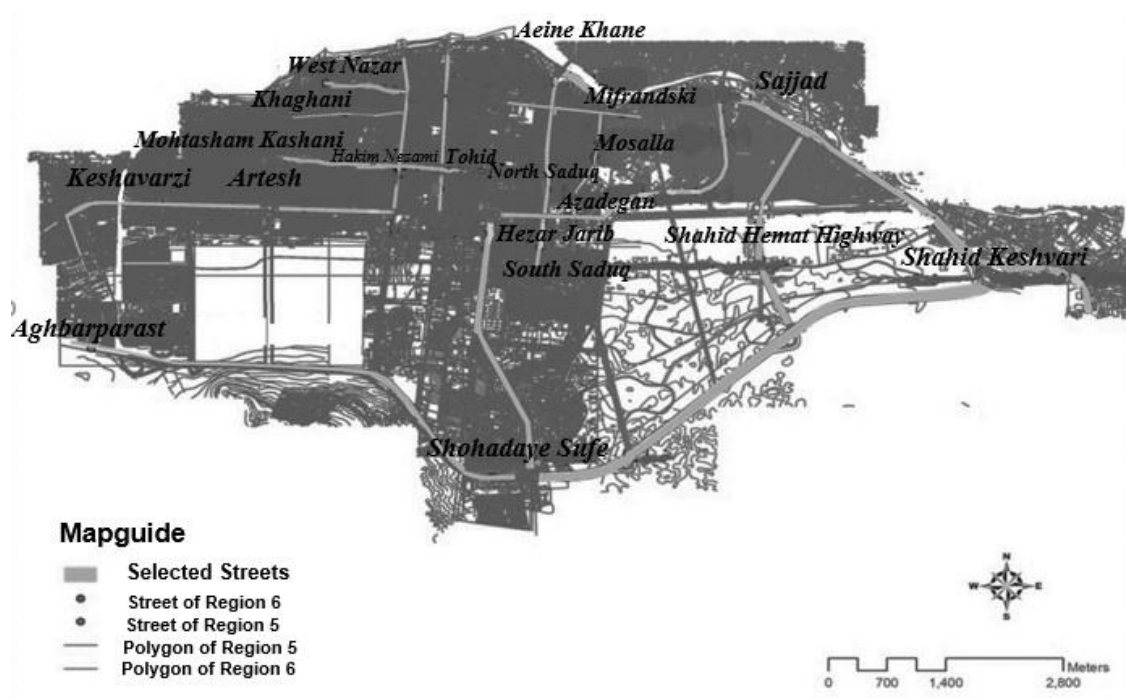 Aeine Khane
West Nazar
Sajjad
Khaghani
Mifrandski
Mohtasham Kashani
Hakim Nezami
Tohid
Mosalla
North Saduq
Keshavarzi
Artesh
Azadegan
Hezar Jarib
Shahid Hemat Highway
South Saduq
Shahid Keshvari
Aghbarparast
Shohadaye Sufe
Mapguide
Selected Streets
Street of Region 6
Street of Region 5
Polygon of Region 5
Polygon of Region 6
N
W E
S
Meters
0 700 1,400 2,800